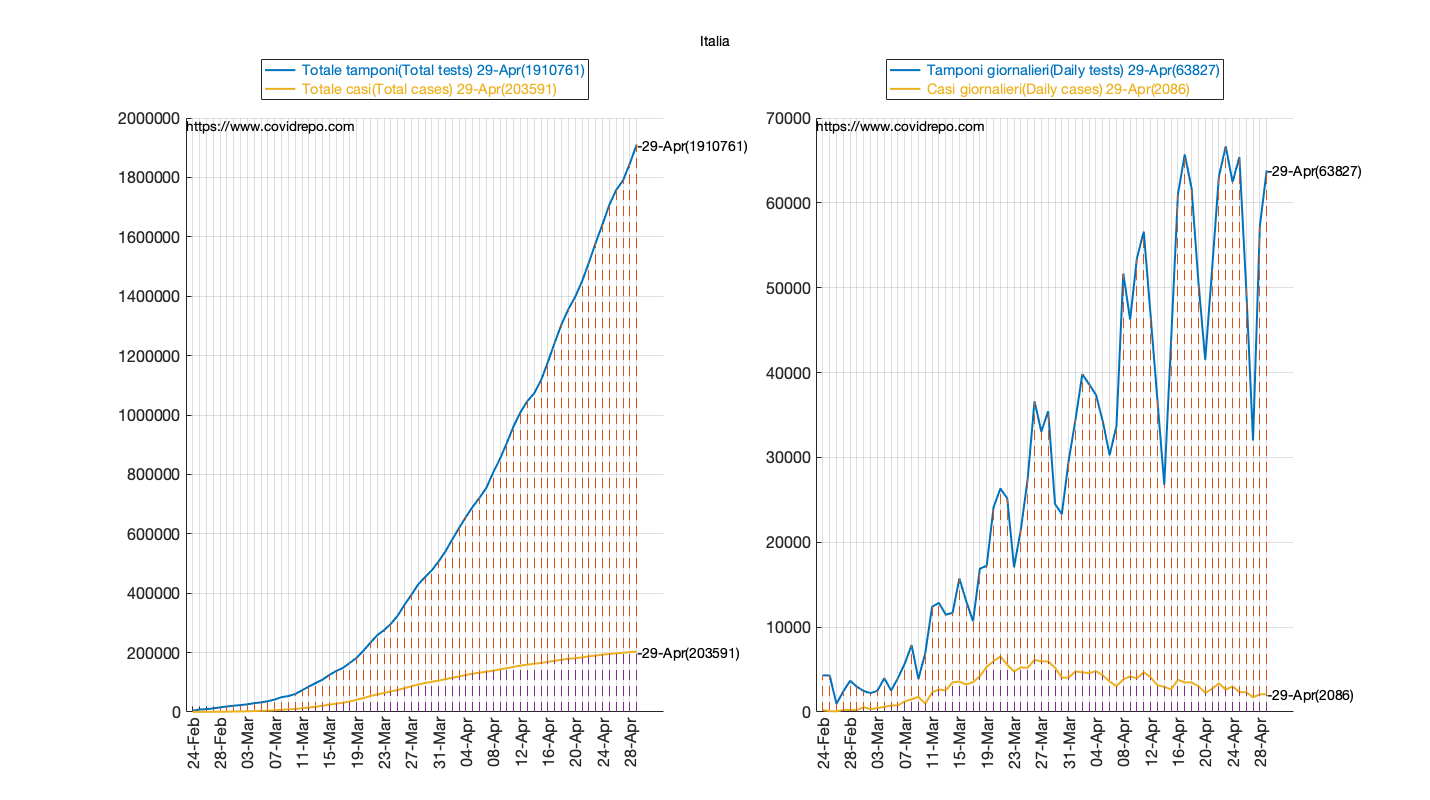 Italia
Totale tamponi(Total tests) 29-Apr(1910761)
Totale casi(Total cases) 29-Apr(203591)
2000000
1800000
1600000
1400000
1200000
1000000
800000
600000
400000
200000
0
https://www.covidrepo.com
-29-Apr(1910761)
-29-Apr(203591)
24-Feb
28-Feb
03-Mar
07-Mar
11-Mar
15-Mar
19-Mar
23-Mar
27-Mar
31-Mar
04-Apr
08-Apr
12-Apr
16-Apr
20-Apr
24-Apr
28-Apr
Tamponi giornalieri(Daily tests) 29-Apr(63827)
Casi giornalieri(Daily cases) 29-Apr(2086)
70000
60000
50000
40000
30000
20000
10000
0
https://www.covidrepo.com
-29-Apr(63827)
-29-Apr(2086)
24-Feb
28-Feb
03-Mar
07-Mar
11-Mar
15-Mar
19-Mar
23-Mar
27-Mar
31-Mar
04-Apr
08-Apr
12-Apr
16-Apr
20-Apr
24-Apr
28-Apr